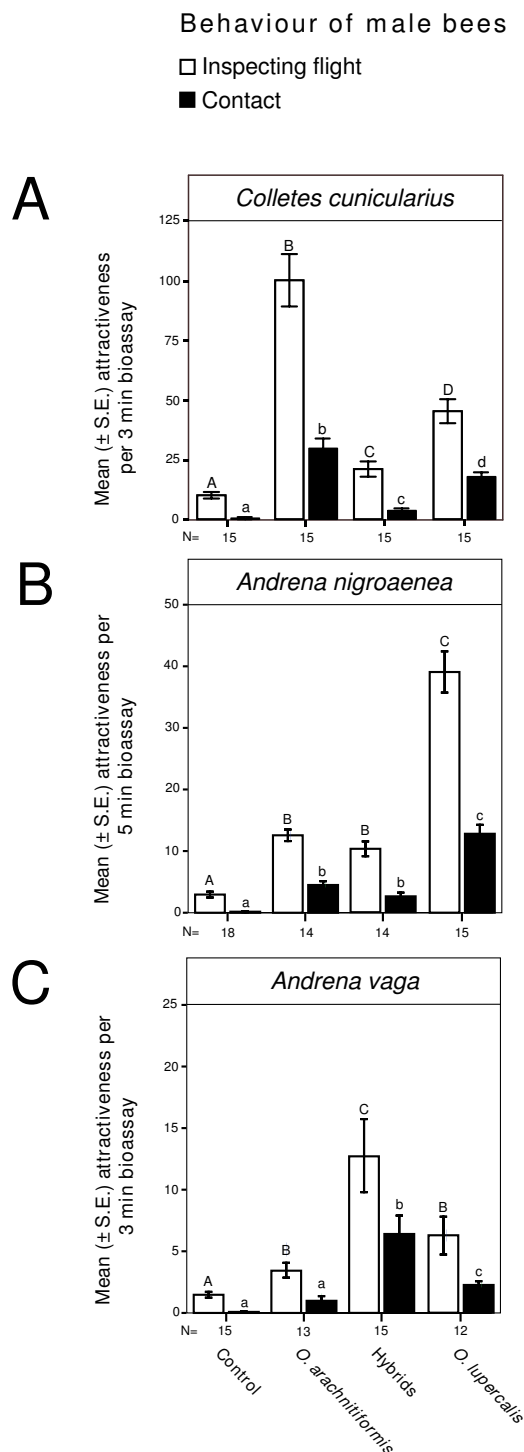 Behaviour of male bees
Inspecting flight
Contact
A
Colletes cunicularius
Mean (± S.E.) attractiveness
per 3 min bioassay
125
100
75
50
25
0
A
a
B
b
C
c
D
d
N= 15 15 15 15
B
Andrena nigroaenea
Mean (± S.E.) attractiveness per
5 min bioassay
50
40
30
20
10
0
A
a
B
b
B
b
C
c
N= 18 14 14 15
C
Andrena vaga
Mean (± S.E.) attractiveness per
3 min bioassay
25
20
15
10
5
0
A
a
B
a
C
b
B
c
N= 15 13 15 12
Control
O. arachnitiformis
Hybrids
O. lupercalis